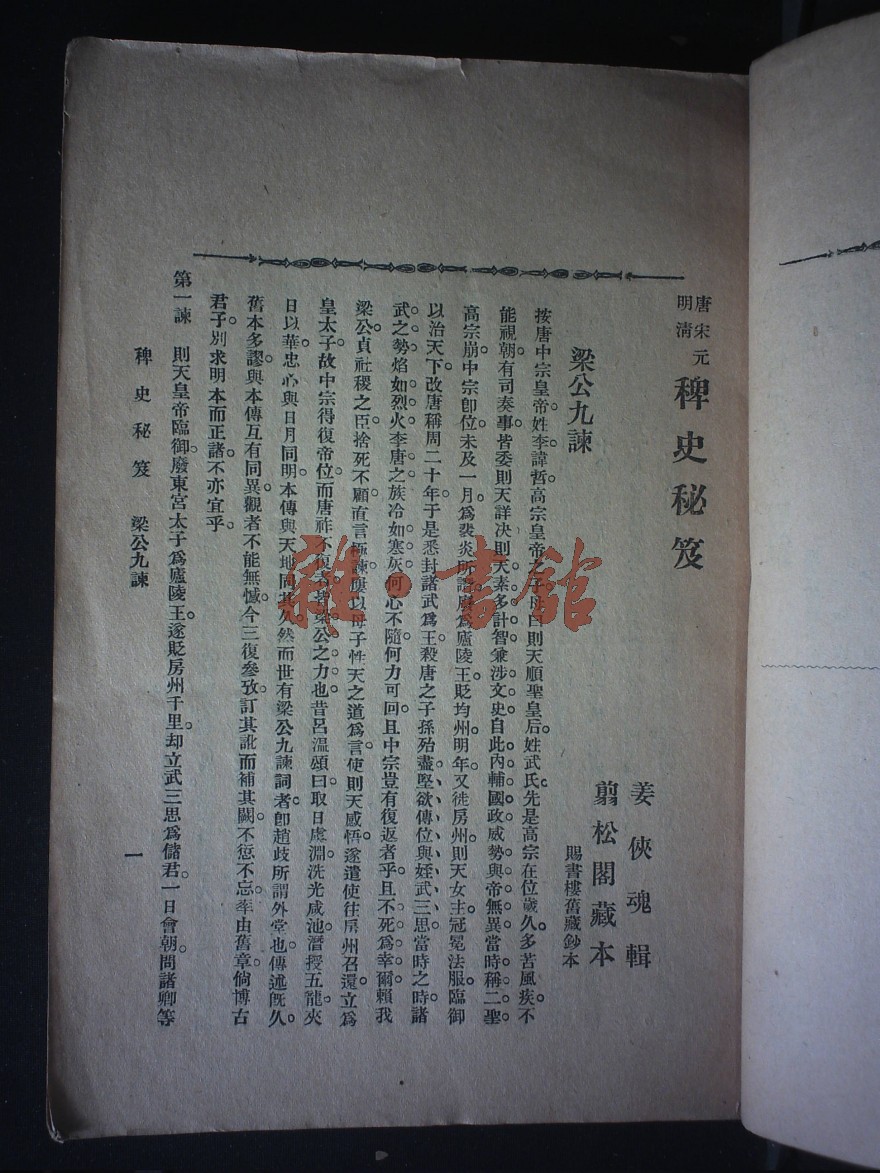 唐宋元
明淸
稗史秘笈
姜俠魂輯
翦松閣藏本
賜書樓舊藏鈔本
梁公九諫
按唐中宗皇帝。姓李諱哲。高宗皇帝之子。母曰則天順聖皇后。姓武氏。先是高宗在位歲久。多苦風疾。不
能視朝。有司奏事。皆委則天詳决。則天素多計智。兼涉文史。自此內輔國政。威勢與帝無異。當時稱二聖。
高宗崩。中宗卽位。未及一月。爲裴炎所譖。廢爲廬陵王。貶均州。明年又徙房州。則天女主。冠冕法服。臨御
以治天下。改唐稱周二十年。于是悉封諸武爲王。殺唐之子孫殆盡。堅欲傳位與姪武三思。當時之時。諸
武之勢。焰如烈火。李唐之族。冷如寒灰。何心不隨。何力可回。且中宗豈有復返者乎。且不死爲幸爾。賴我
梁公。貞社稷之臣。捨死不顧。直言極諫。屢以母子性天之道爲言。使則天感悟。遂遣使往房州召還。立爲
皇太子。故中宗得復帝位。而唐祚不復
者。梁公之力也。昔呂溫頌曰。取日虞淵。洗光咸池。潛授五龍。夾
日以
華。忠心與日月同明。本傳與天地同其久。然而世有梁公九諫詞者。卽趙歧所謂外堂也。傳述旣久。
舊本多謬。與本傳互有同異。觀者不能無憾。今三復參攷。訂其訛而補其闕。不愆不忘。率由舊章。倘博古
君子。別求明本而正諸。不亦宜乎。
第一諫 則天皇帝臨御。廢東宮太子爲廬陵王。遂貶房州千里。却立武三思爲儲君。一日會朝。問諸卿等
稗史秘笈 梁公九諫
一
雜·書館